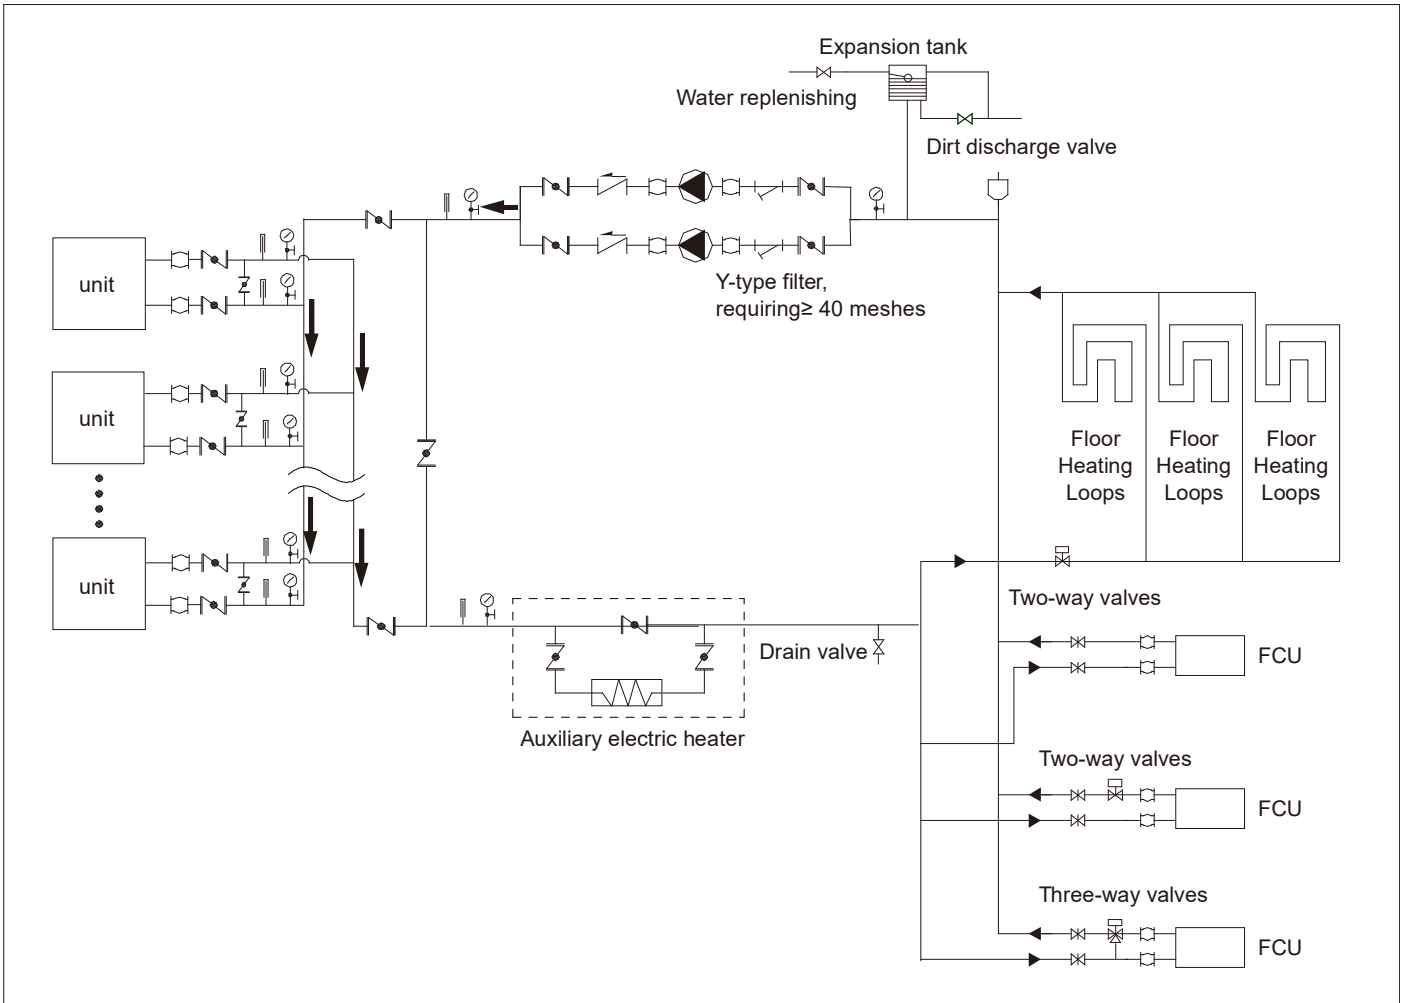 Expansion tank
Water replenishing
Dirt discharge valve
unit
Y-type filter,
requiring≥ 40 meshes
unit
Floor
Heating
Loops
Floor
Heating
Loops
Floor
Heating
Loops
unit
Two-way valves
Drain valve
FCU
Auxiliary electric heater
Two-way valves
FCU
Three-way valves
FCU